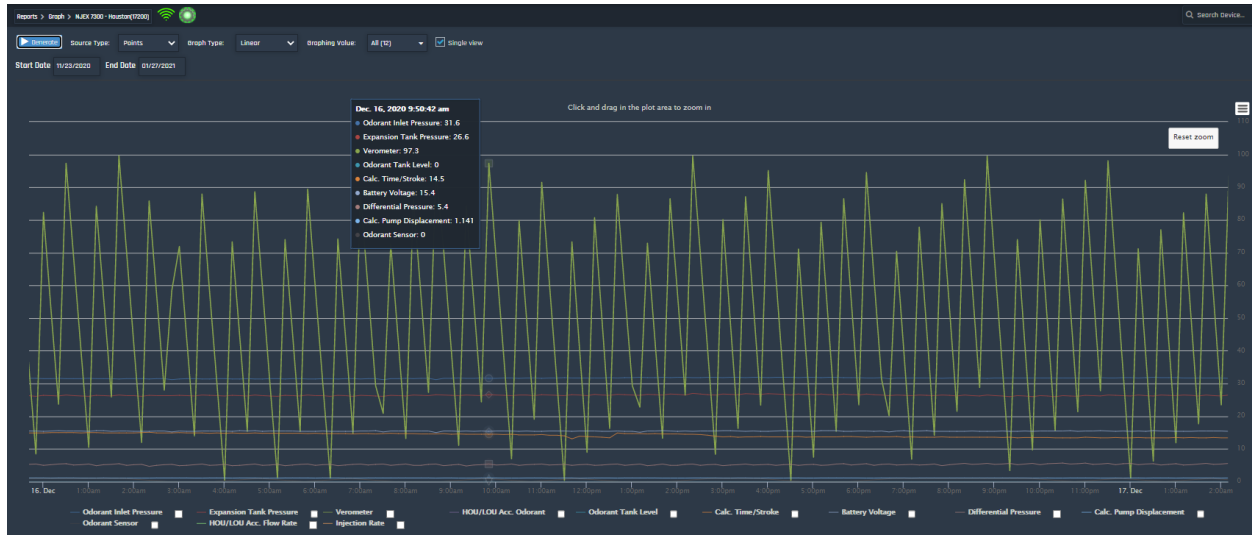 Reports > Graph > NJEX 7300 - Houston(17200)
Search Device...
Generate Source Type: Points Graph Type: Linear Graphing Value: All (12) Single view
Start Date 11/23/2020 End Date 01/27/2021
Click and drag in the plot area to zoom in
Dec. 16, 2020 9:50:42 am
Odorant Inlet Pressure: 31.6
Expansion Tank Pressure: 26.6
Verometer: 97.3
Odorant Tank Level: 0
Calc. Time/Stroke: 14.5
Battery Voltage: 15.4
Differential Pressure: 5.4
Calc. Pump Displacement: 1.141
Odorant Sensor: 0
Reset zoom
110
100
90
80
70
60
50
40
30
20
10
0
16. Dec 1:00am 2:00am 3:00am 4:00am 5:00am 6:00am 7:00am 8:00am 9:00am 10:00am 11:00am 12:00pm 1:00pm 2:00pm 3:00pm 4:00pm 5:00pm 6:00pm 7:00pm 8:00pm 9:00pm 10:00pm 11:00pm 17. Dec 1:00am 2:00am
Odorant Inlet Pressure Expansion Tank Pressure Verometer HOU/LOU Acc. Odorant Odorant Tank Level Calc. Time/Stroke Battery Voltage Differential Pressure Calc. Pump Displacement
Odorant Sensor HOU/LOU Acc. Flow Rate Injection Rate